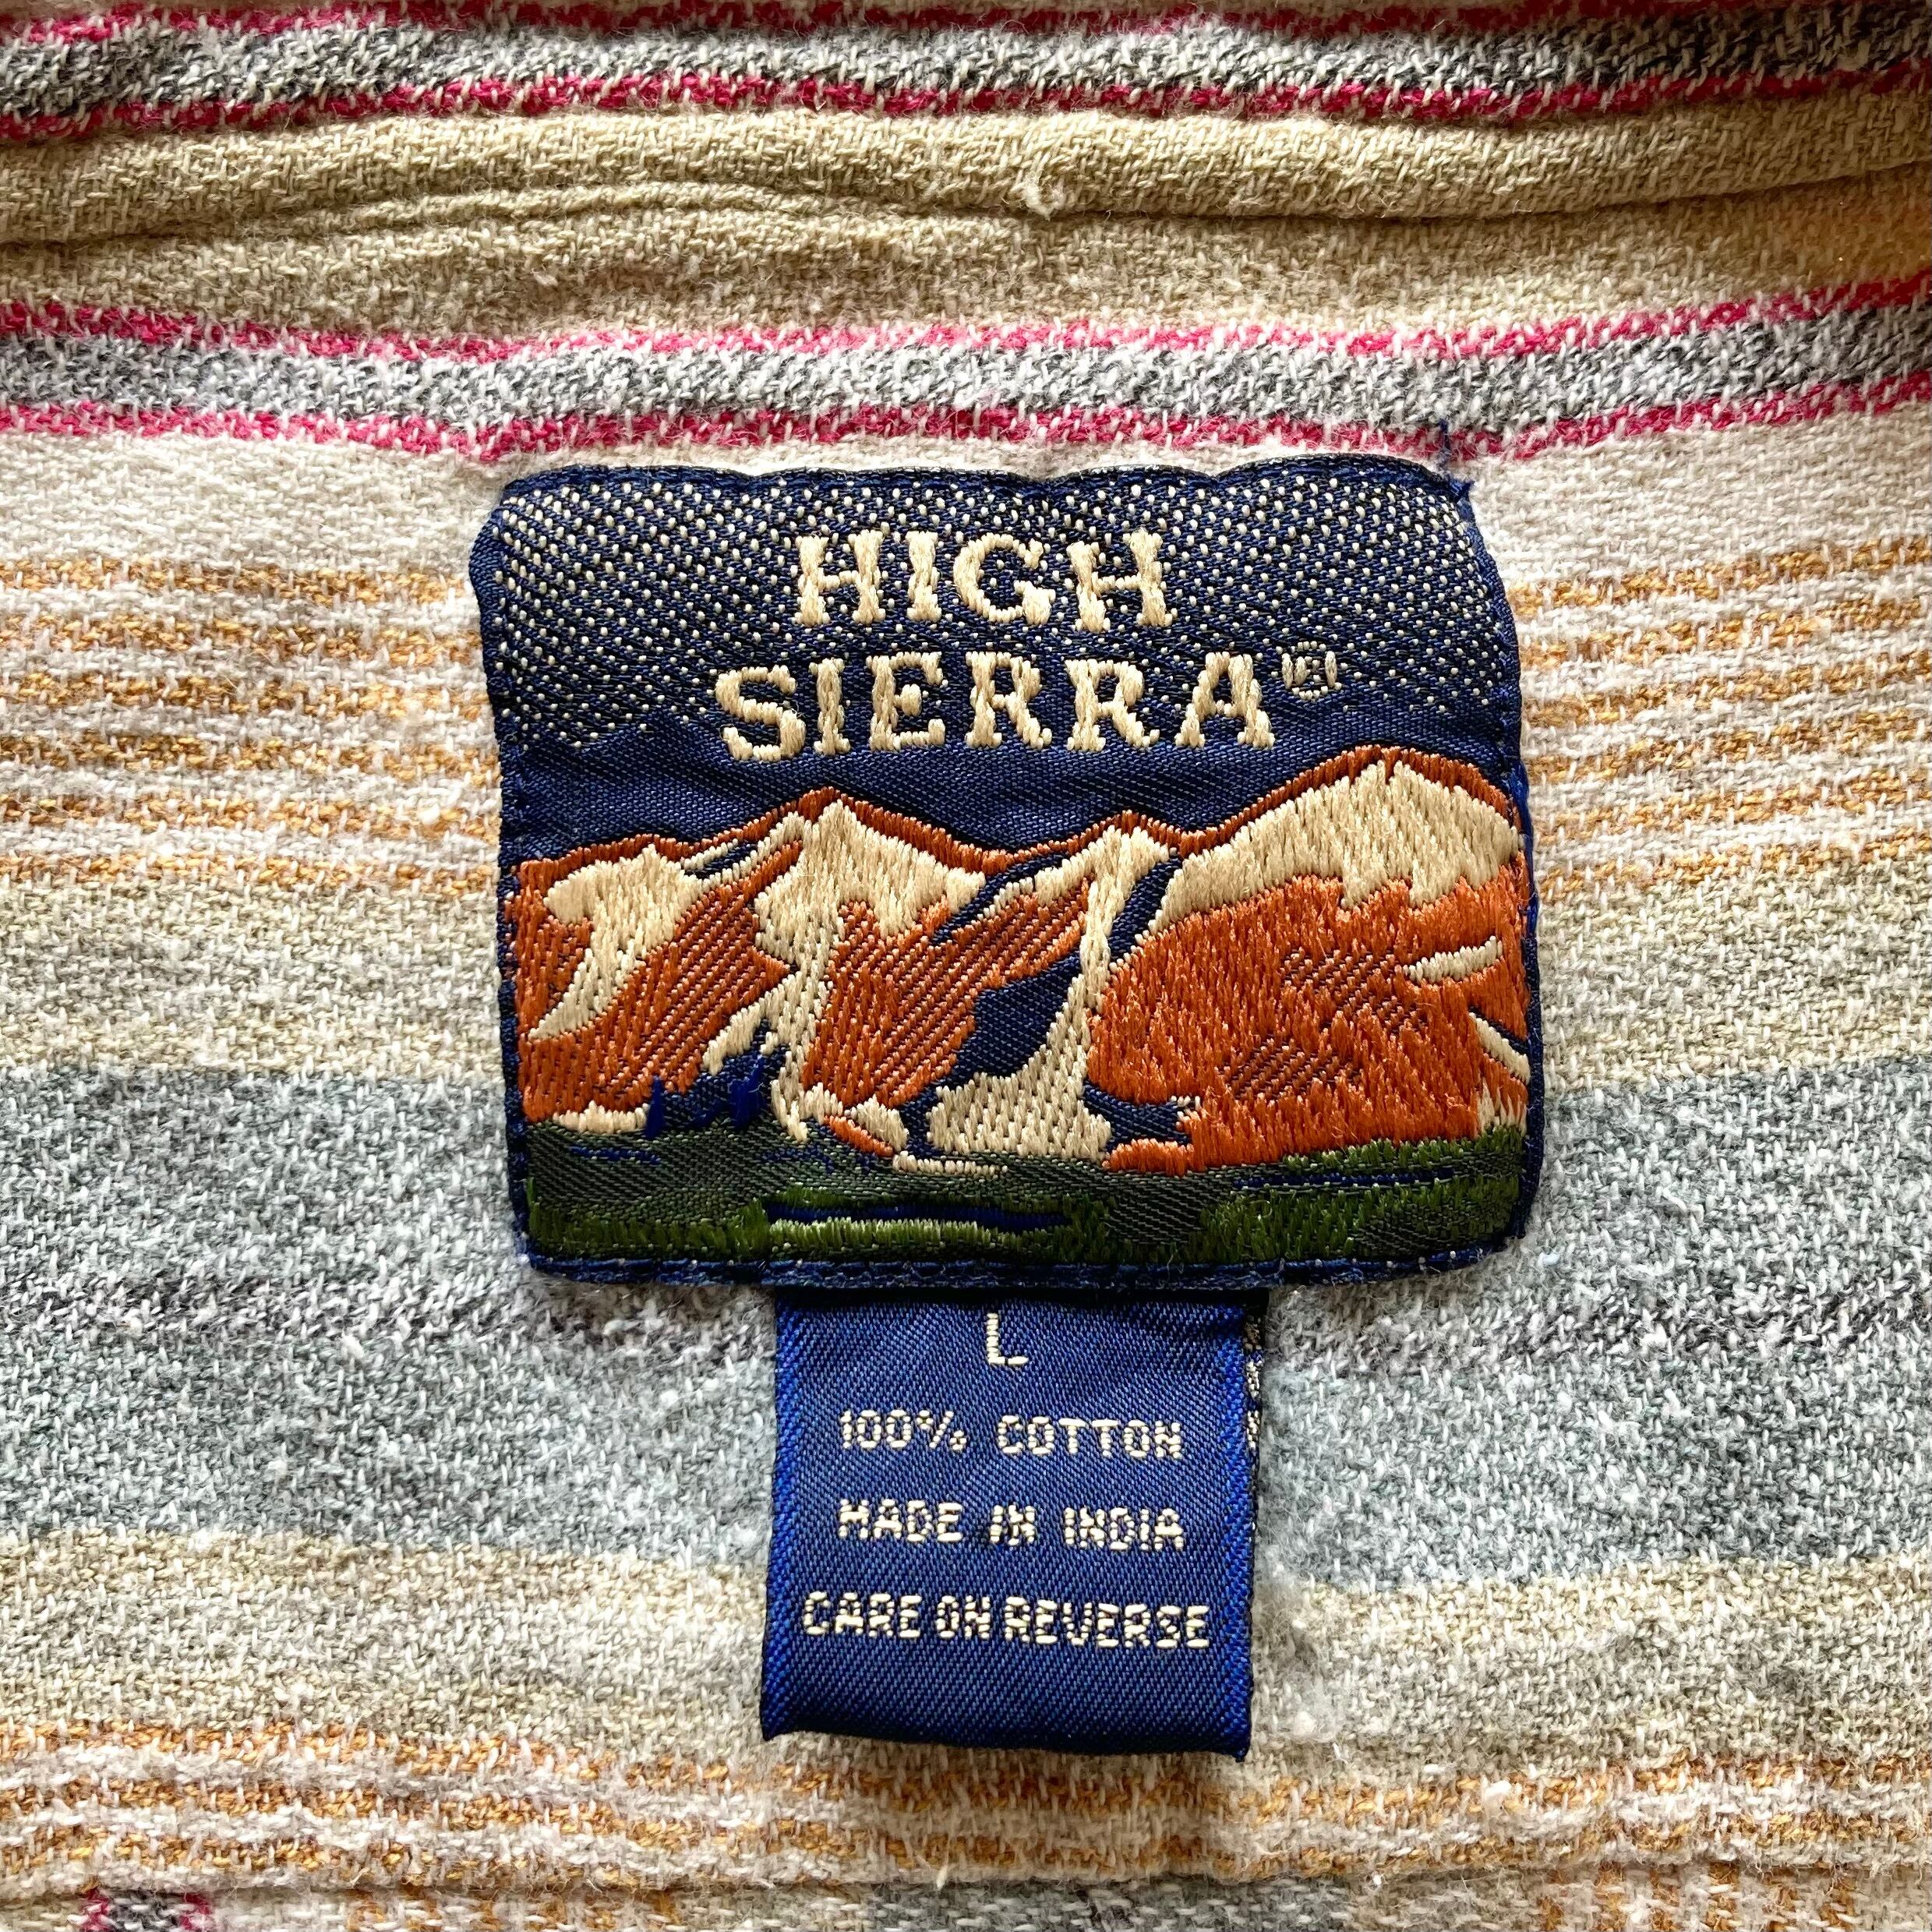 HIGH
SIERRA®
L
100% COTTON
MADE IN INDIA
CARE ON REVERSE